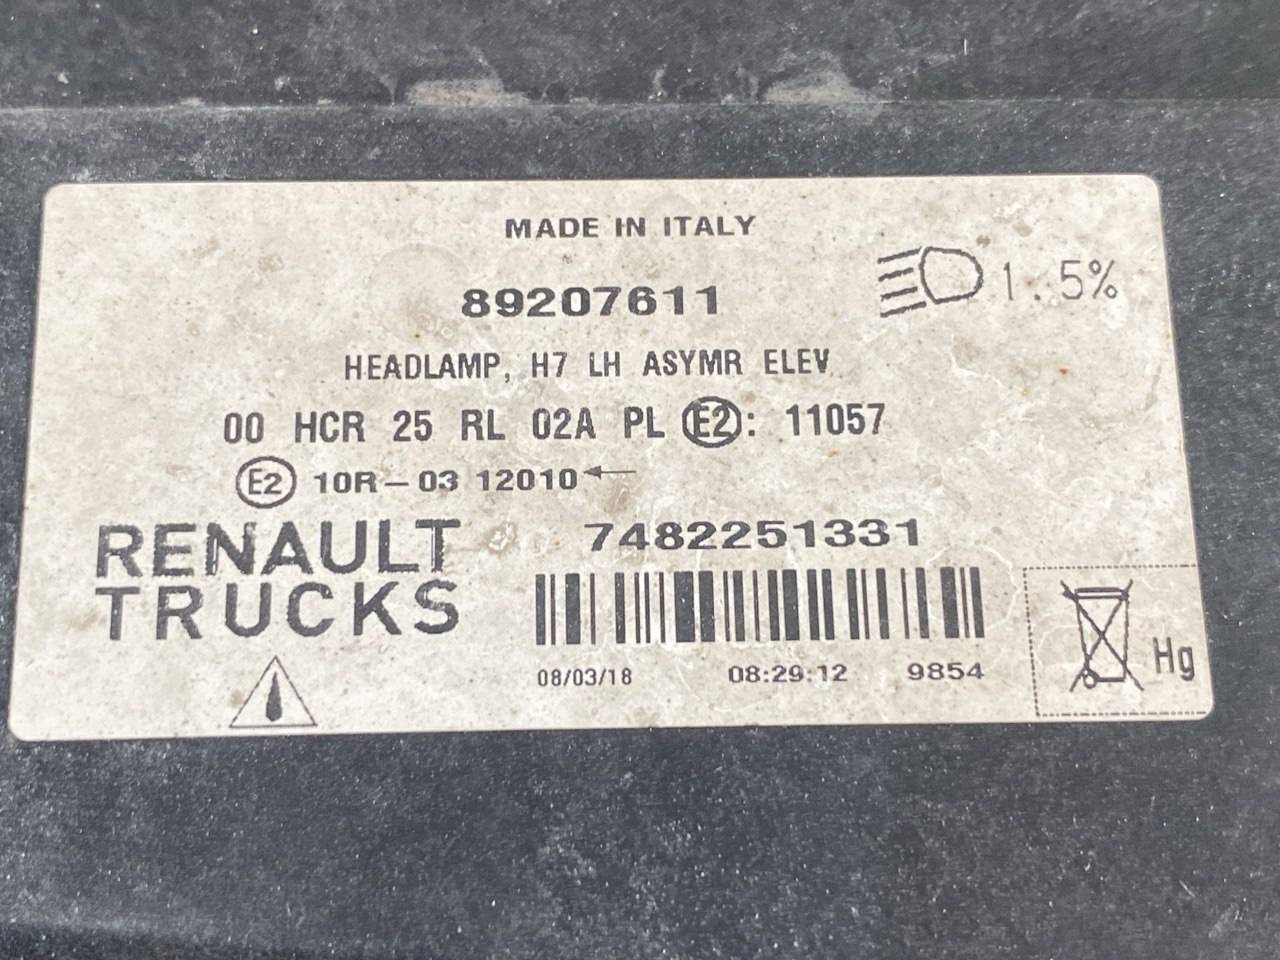 MADE IN ITALY
89207611
1.5%
HEADLAMP, H7 LH ASYMR ELEV
00 HCR 25 RL 02A PL E2: 11057
E2 10R-03 12010
RENAULT
TRUCKS
7482251331
08/03/18 08:29:12 9854
Hg